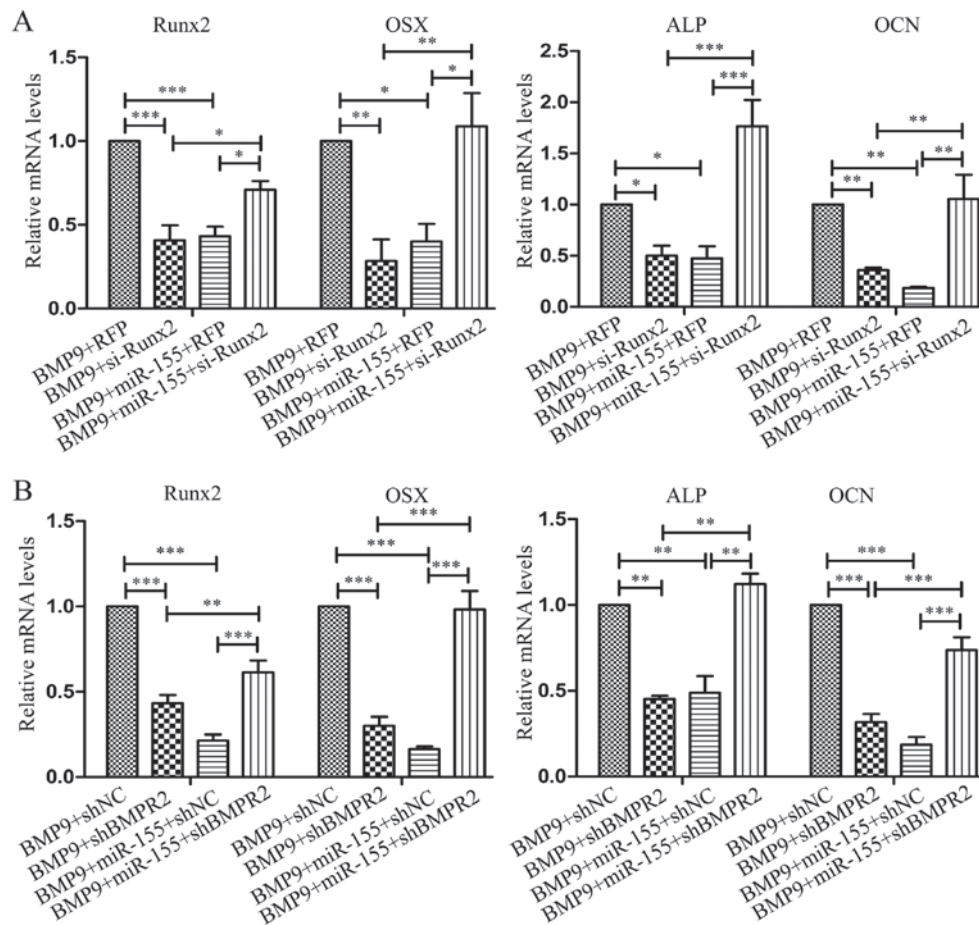 A
Runx2
OSX
ALP
OCN
Relative mRNA levels
1.5
1.0
0.5
0.0
***
***
*
*
*
**
**
*
BMP9+RFP
BMP9+si-Runx2
BMP9+miR-155+RFP
BMP9+miR-155+si-Runx2
BMP9+RFP
BMP9+si-Runx2
BMP9+miR-155+RFP
BMP9+miR-155+si-Runx2
Relative mRNA levels
2.5
2.0
1.5
1.0
0.5
0.0
*
*
***
***
**
**
**
**
BMP9+RFP
BMP9+si-Runx2
BMP9+miR-155+RFP
BMP9+miR-155+si-Runx2
BMP9+RFP
BMP9+si-Runx2
BMP9+miR-155+RFP
BMP9+miR-155+si-Runx2
B
Runx2
OSX
ALP
OCN
Relative mRNA levels
1.5
1.0
0.5
0.0
***
***
**
***
***
***
***
***
BMP9+shNC
BMP9+shBMPR2
BMP9+miR-155+shNC
BMP9+miR-155+shBMPR2
BMP9+shNC
BMP9+shBMPR2
BMP9+miR-155+shNC
BMP9+miR-155+shBMPR2
Relative mRNA levels
1.5
1.0
0.5
0.0
**
**
**
**
***
***
***
***
BMP9+shNC
BMP9+shBMPR2
BMP9+miR-155+shNC
BMP9+miR-155+shBMPR2
BMP9+shNC
BMP9+shBMPR2
BMP9+miR-155+shNC
BMP9+miR-155+shBMPR2